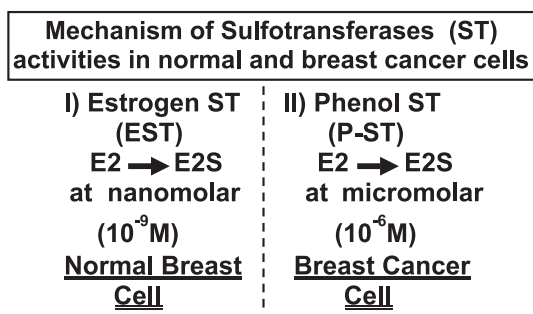 Mechanism of Sulfotransferases (ST)
activities in normal and breast cancer cells
I) Estrogen ST
(EST)
E2 → E2S
at nanomolar
(10⁻⁹M)
Normal Breast
Cell
II) Phenol ST
(P-ST)
E2 → E2S
at micromolar
(10⁻⁶M)
Breast Cancer
Cell